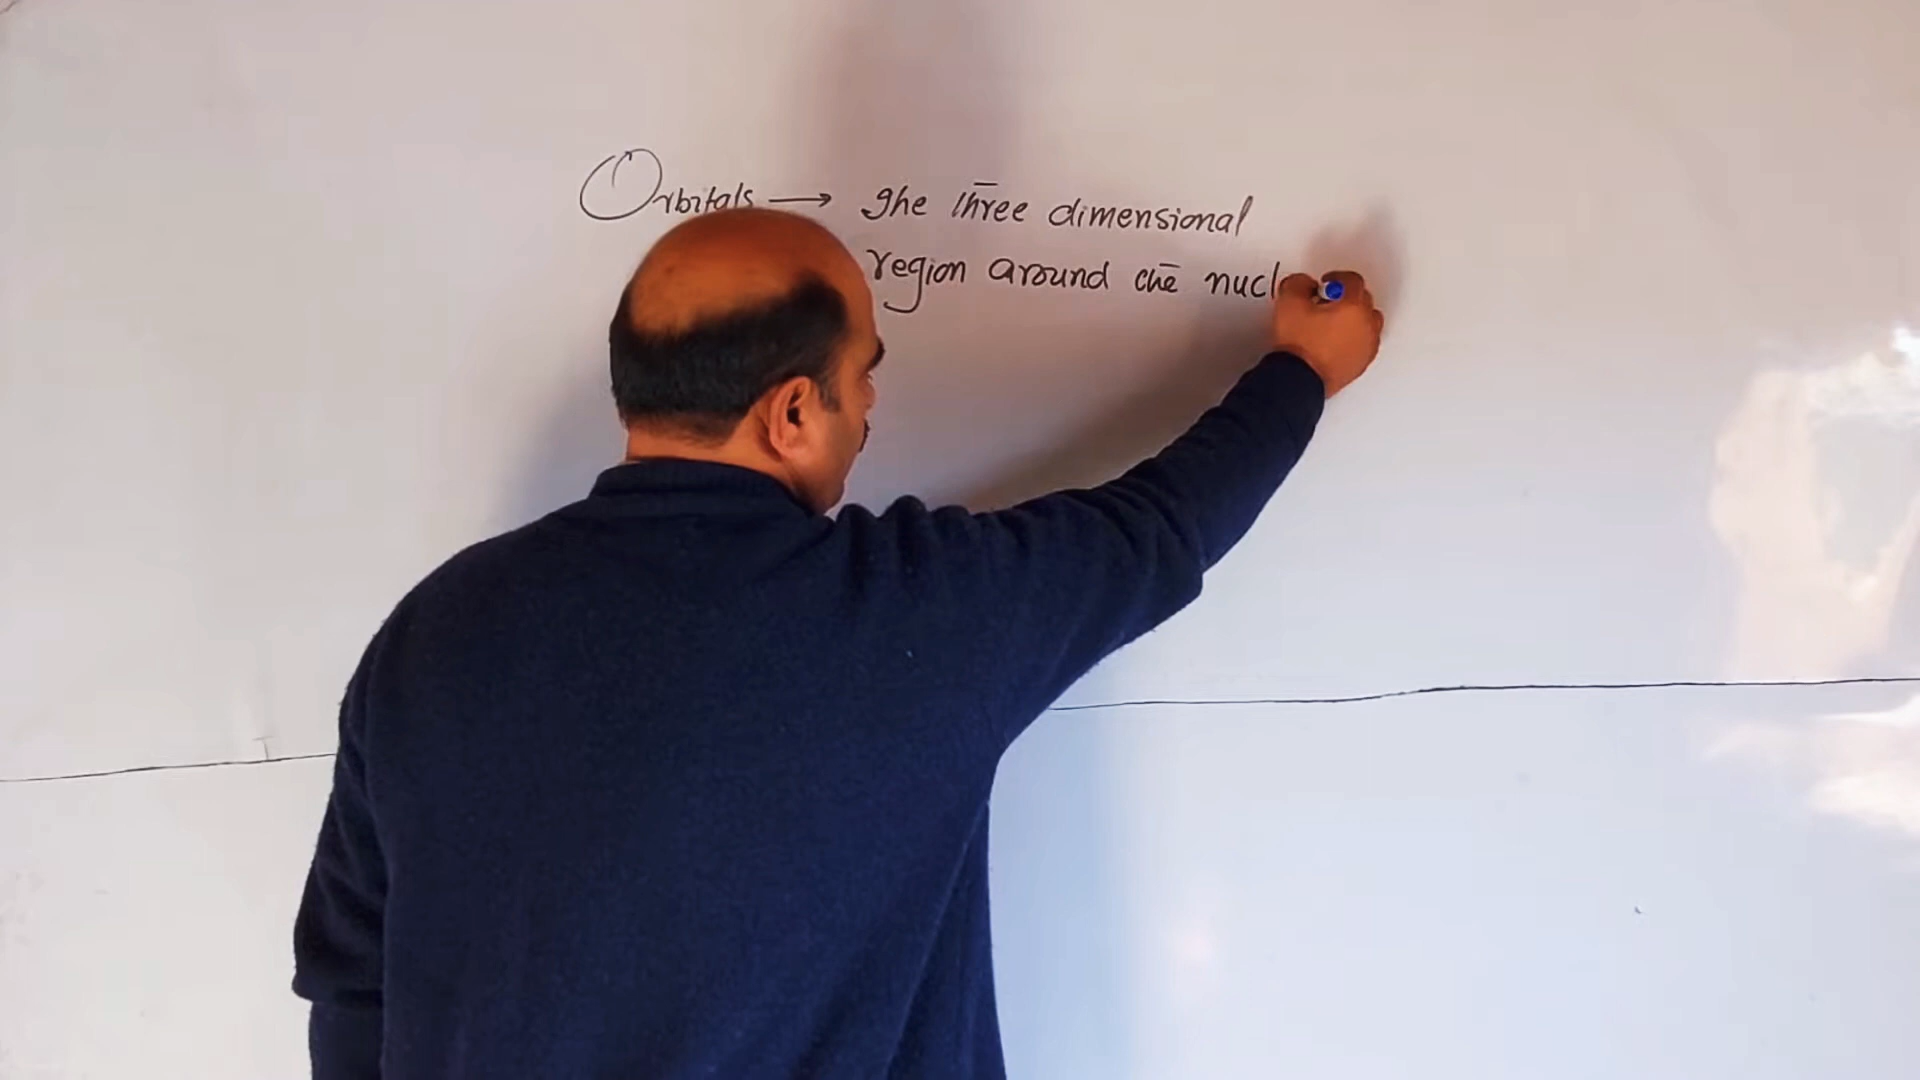 Orbitals → The three dimensional
region around the nucl